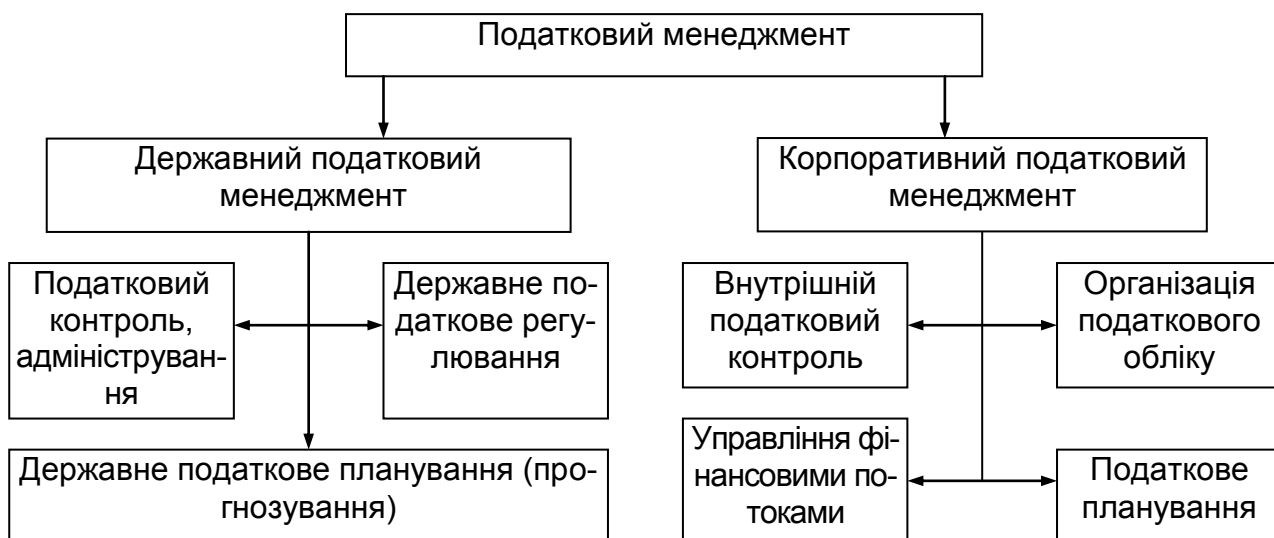 Податковий менеджмент
Державний податковий
менеджмент
Корпоративний податковий
менеджмент
Податковий
контроль,
адмініструван-
ня
Державне по-
даткове регу-
лювання
Внутрішній
податковий
контроль
Організація
податкового
обліку
Державне податкове планування (про-
гнозування)
Управління фі-
нансовими по-
токами
Податкове
планування